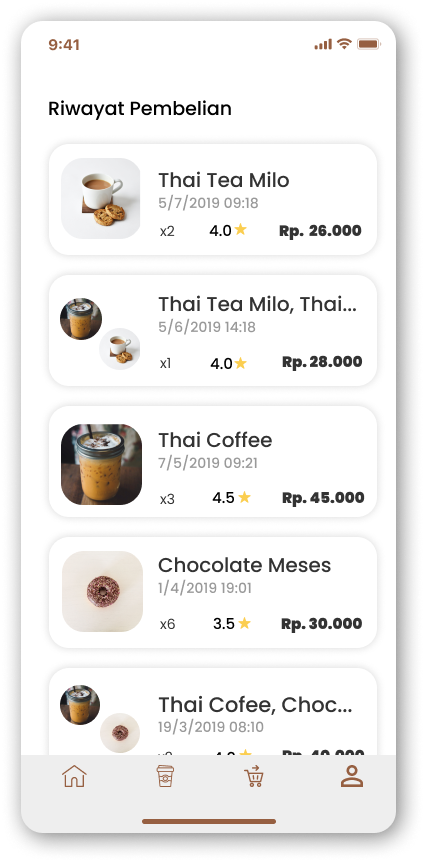 9:41
Riwayat Pembelian
Thai Tea Milo
5/7/2019 09:18
x2 4.0 Rp. 26.000
Thai Tea Milo, Thai...
5/6/2019 14:18
x1 4.0 Rp. 28.000
Thai Coffee
7/5/2019 09:21
x3 4.5 Rp. 45.000
Chocolate Meses
1/4/2019 19:01
x6 3.5 Rp. 30.000
Thai Cofee, Choc...
19/3/2019 08:10
Rp. 40.000